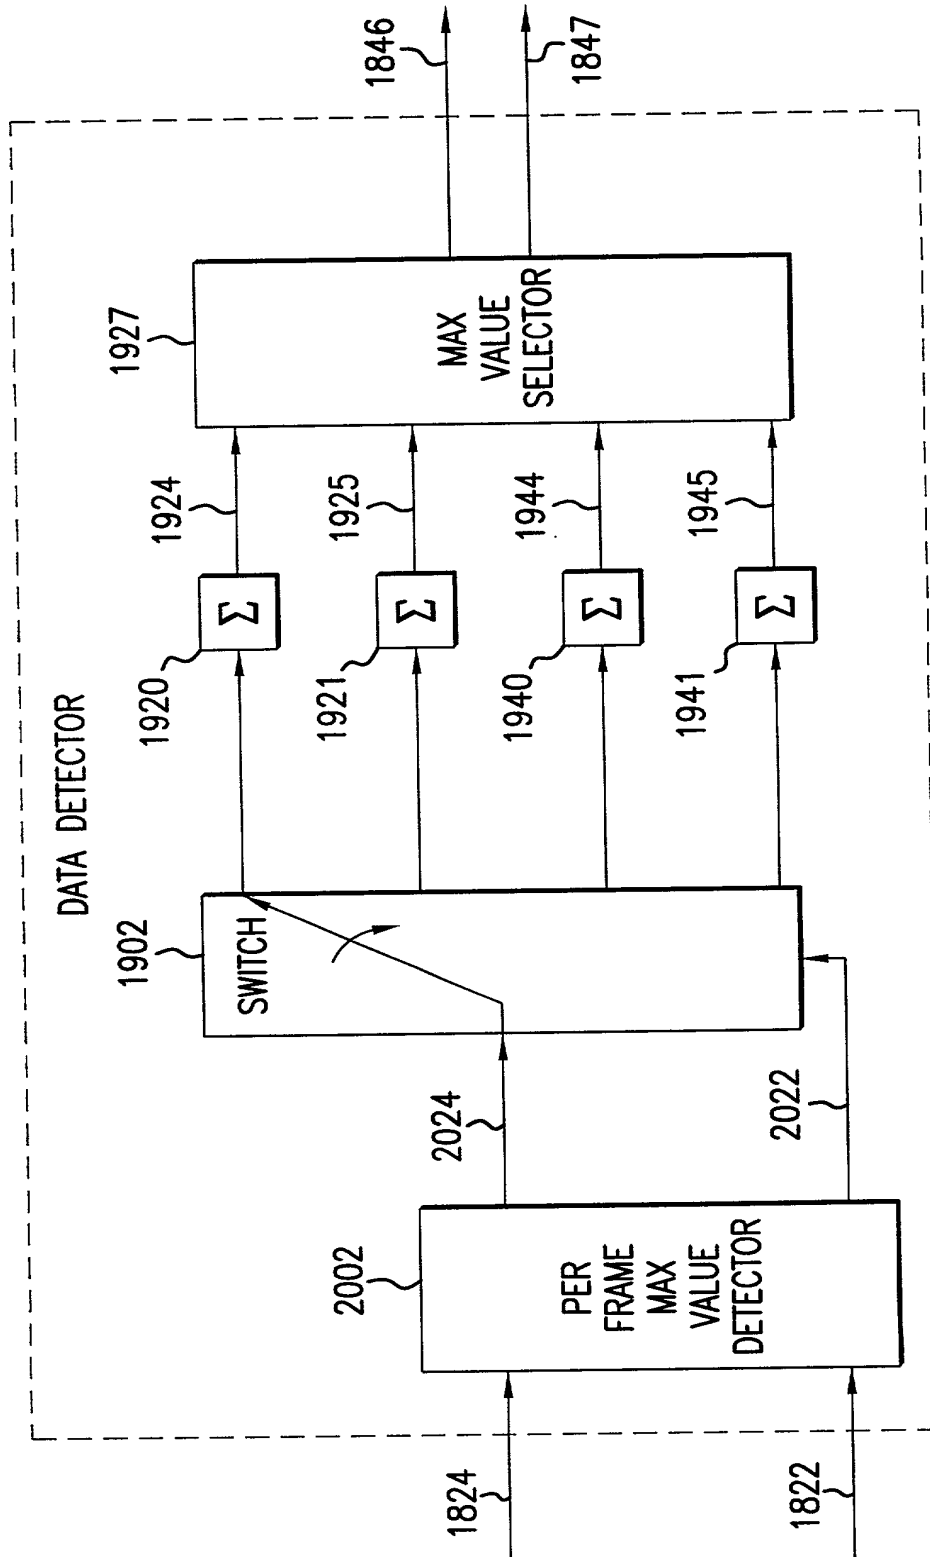 DATA DETECTOR
1824
1822
2002
PER
FRAME
MAX
VALUE
DETECTOR
2024
2022
1902
SWITCH
1920
Σ
1924
1921
Σ
1925
1940
Σ
1944
1941
Σ
1945
1927
MAX
VALUE
SELECTOR
1846
1847